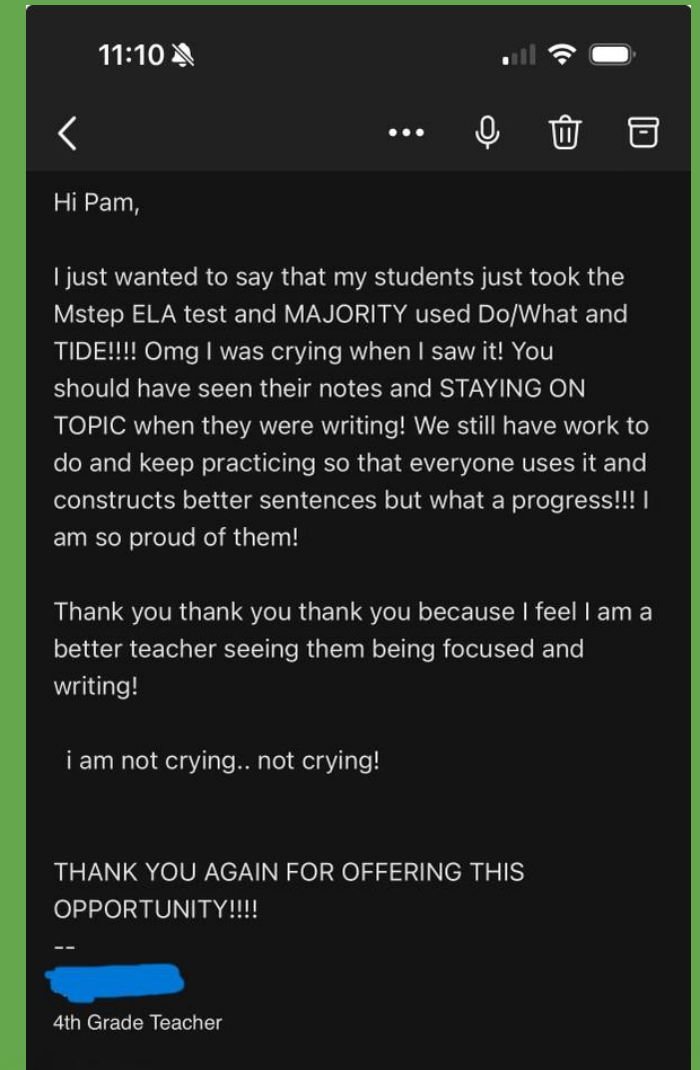 11:10
Hi Pam,
I just wanted to say that my students just took the
Mstep ELA test and MAJORITY used Do/What and
TIDE!!!! Omg I was crying when I saw it! You
should have seen their notes and STAYING ON
TOPIC when they were writing! We still have work to
do and keep practicing so that everyone uses it and
constructs better sentences but what a progress!!! I
am so proud of them!
Thank you thank you thank you because I feel I am a
better teacher seeing them being focused and
writing!
i am not crying.. not crying!
THANK YOU AGAIN FOR OFFERING THIS
OPPORTUNITY!!!!
--
4th Grade Teacher